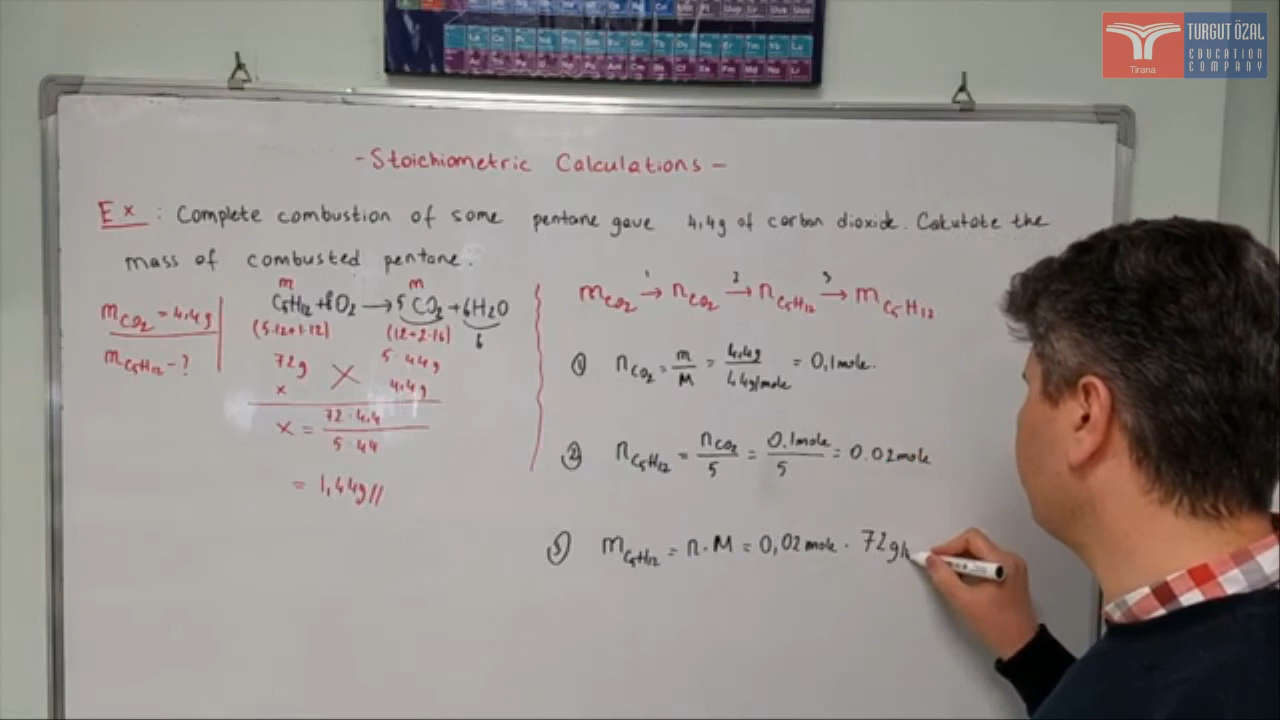 TURGUT ÖZAL
EDUCATION
COMPANY
Tirana
- Stoichiometric Calculations -
Ex : Complete combustion of some pentane gave 4,4g of carbon dioxide. Calculate the
mass of combusted pentane.
m m
C5H12 + 8O2 → 5CO2 + 6H2O
(5.12+1.12) (12+2.16) 6
mCO2 = 4.4g
mC5H12 - ?
72g 5·44g
x 4.4g
x = 72·4.4 / 5·44
= 1,44g//
1 2 3
mCO2 → nCO2 → nC5H12 → mC5H12
1) nCO2 = m/M = 4.4g / 44g/mole = 0,1mole.
2) nC5H12 = nCO2/5 = 0.1mole/5 = 0.02mole
3) mC5H12 = n·M = 0,02mole · 72g/